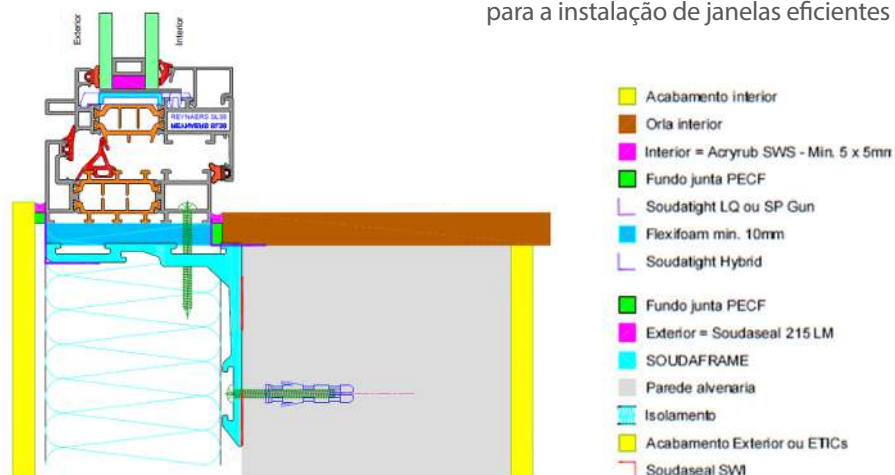 para a instalação de janelas eficientes
Exterior
Interior
REYNAERS SL38
Acabamento interior
Orla interior
Interior = Acryrub SWS - Min. 5 x 5mm
Fundo junta PECF
Soudatight LQ ou SP Gun
Flexifoam min. 10mm
Soudatight Hybrid
Fundo junta PECF
Exterior = Soudaseal 215 LM
SOUDAFRAME
Parede alvenaria
Isolamento
Acabamento Exterior ou ETICs
Soudaseal SWI